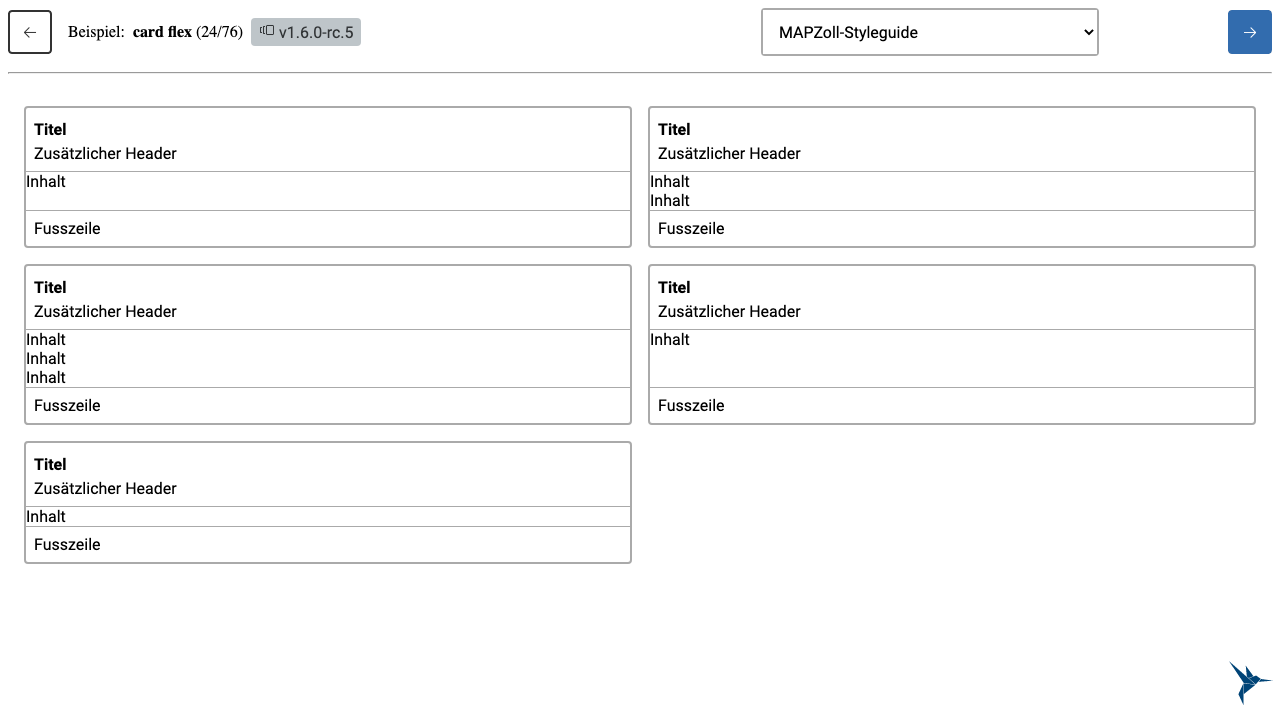 Beispiel: card flex (24/76) v1.6.0-rc.5 MAPZoll-Styleguide
Titel
Zusätzlicher Header
Inhalt
Fusszeile
Titel
Zusätzlicher Header
Inhalt
Inhalt
Fusszeile
Titel
Zusätzlicher Header
Inhalt
Inhalt
Inhalt
Fusszeile
Titel
Zusätzlicher Header
Inhalt
Fusszeile
Titel
Zusätzlicher Header
Inhalt
Fusszeile